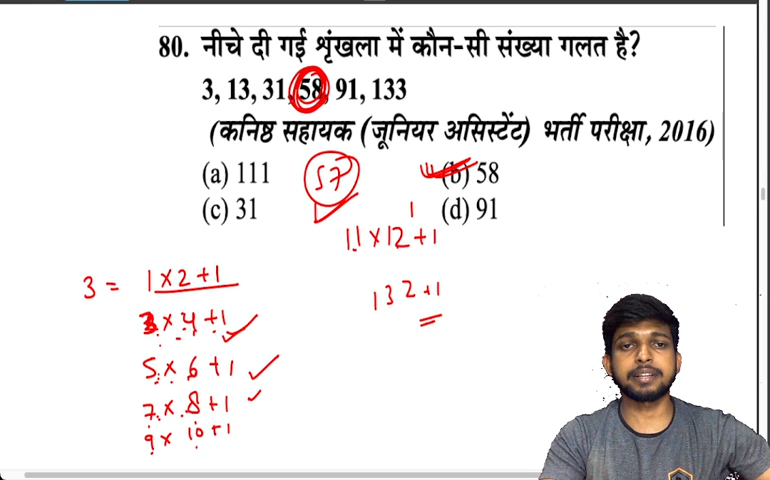 80. नीचे दी गई शृंखला में कौन-सी संख्या गलत है?
3, 13, 31, 58, 91, 133
(कनिष्ठ सहायक (जूनियर असिस्टेंट) भर्ती परीक्षा, 2016)
(a) 111 (b) 58
57
(c) 31 (d) 91
11 x 12 + 1
3 = 1 x 2 + 1
132 + 1
3 x 4 + 1
5 x 6 + 1
7 x 8 + 1
9 x 10 + 1